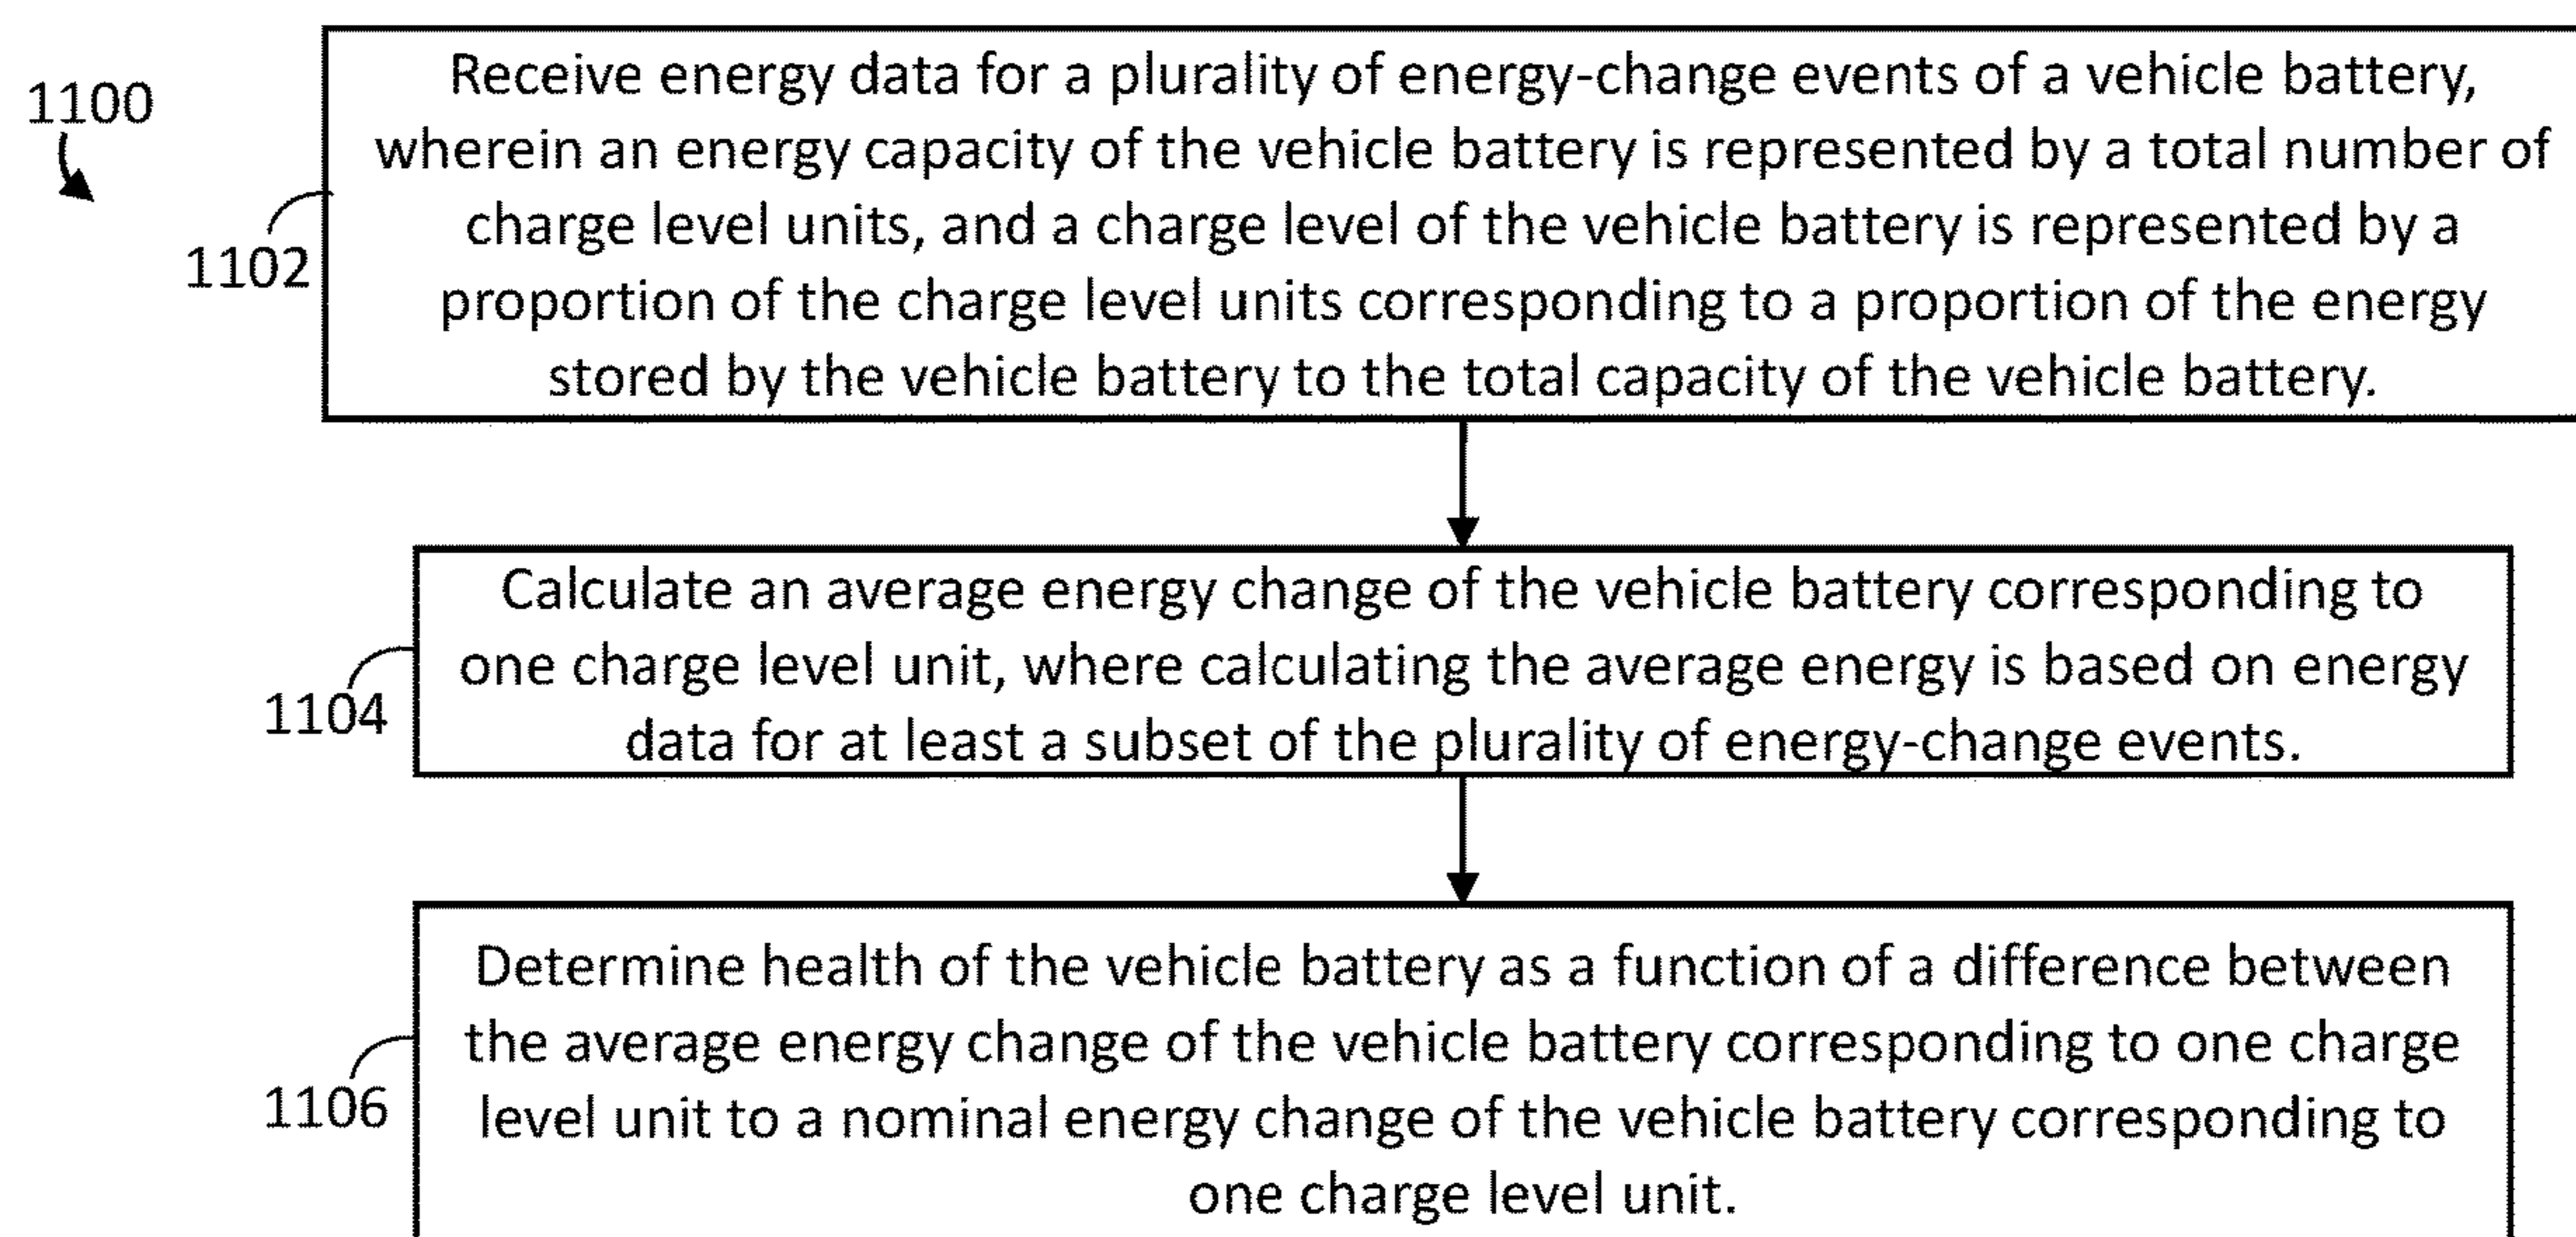 1100
Receive energy data for a plurality of energy-change events of a vehicle battery,
wherein an energy capacity of the vehicle battery is represented by a total number of
charge level units, and a charge level of the vehicle battery is represented by a
proportion of the charge level units corresponding to a proportion of the energy
stored by the vehicle battery to the total capacity of the vehicle battery.
1102
Calculate an average energy change of the vehicle battery corresponding to
one charge level unit, where calculating the average energy is based on energy
data for at least a subset of the plurality of energy-change events.
1104
Determine health of the vehicle battery as a function of a difference between
the average energy change of the vehicle battery corresponding to one charge
level unit to a nominal energy change of the vehicle battery corresponding to
one charge level unit.
1106